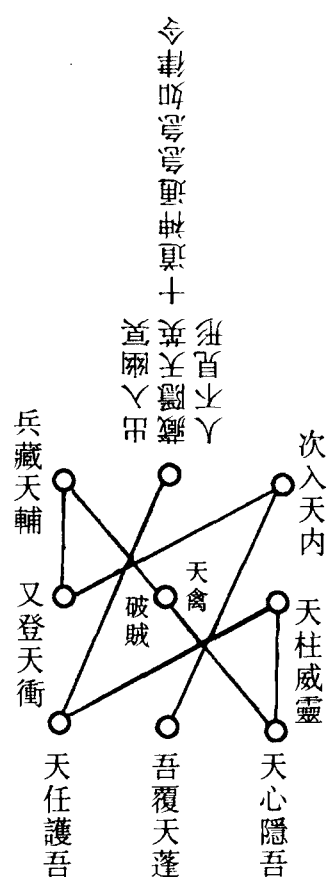 吾覆天蓬
次入天内
又登天衝
兵藏天輔
天禽
破賊
天心隱吾
天柱威靈
天任護吾
藏隱天英
出入幽冥
人不見形
十道神通急急如律令